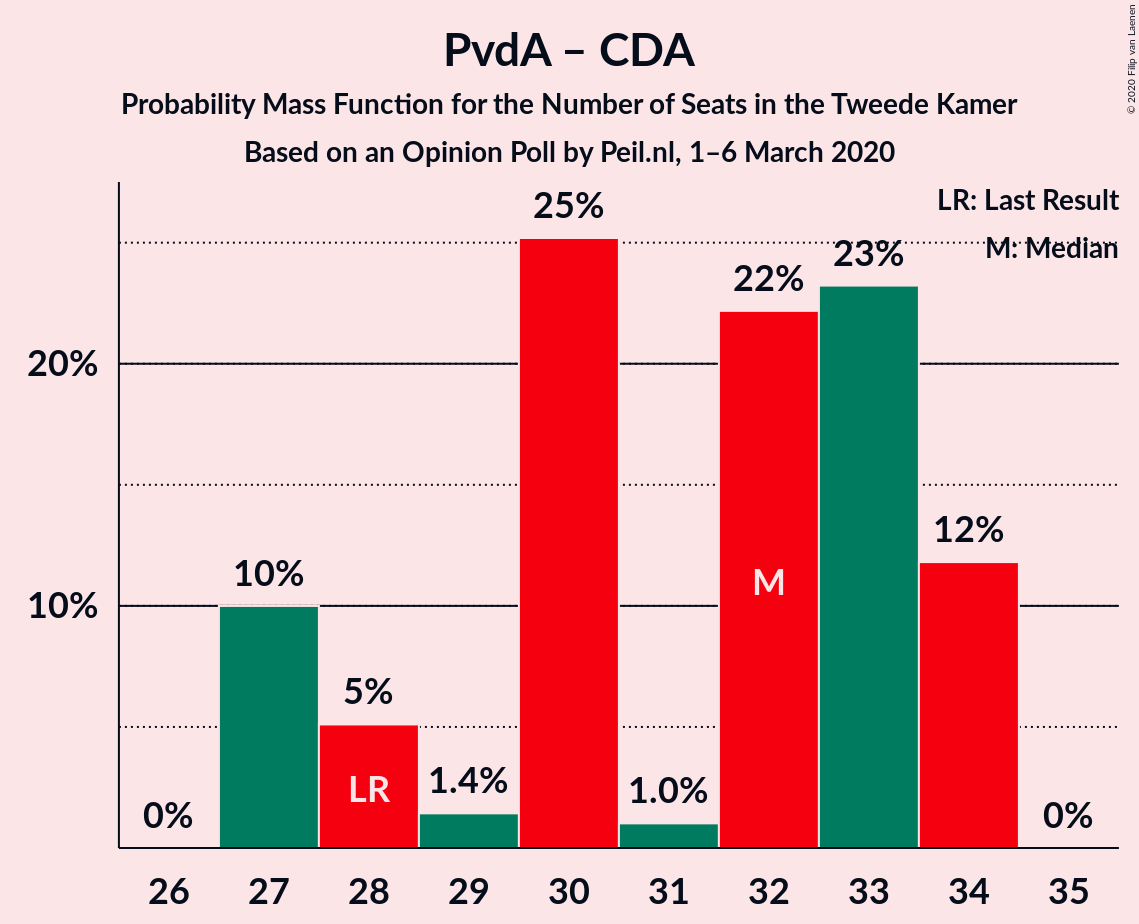 PvdA – CDA
Probability Mass Function for the Number of Seats in the Tweede Kamer
Based on an Opinion Poll by Peil.nl, 1–6 March 2020
© 2020 Filip van Laenen
LR: Last Result
M: Median
20%
10%
0%
10%
5%
1.4%
25%
1.0%
22%
23%
12%
0%
LR
M
26 27 28 29 30 31 32 33 34 35